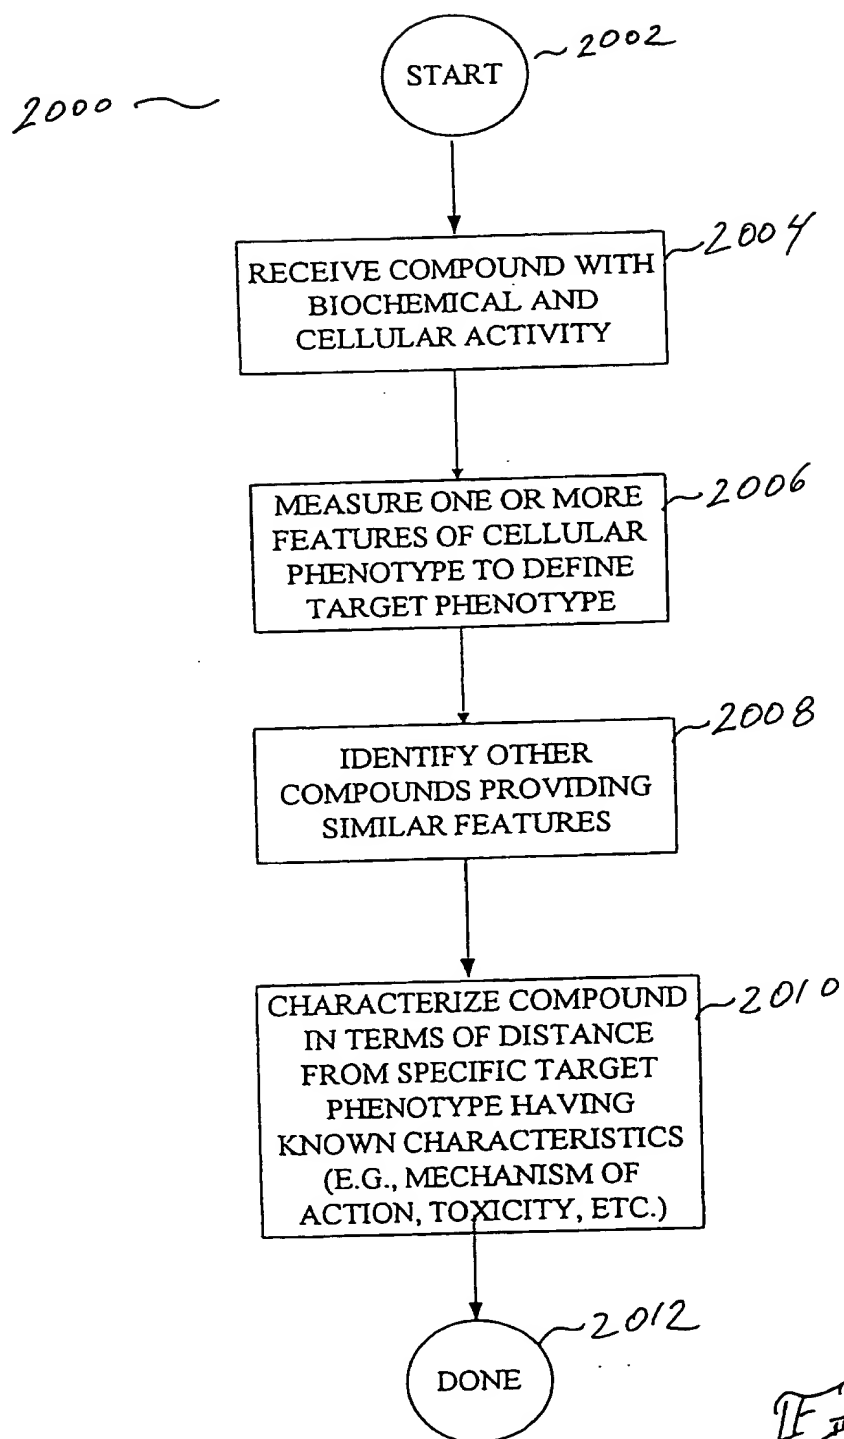 START
2002
2000
RECEIVE COMPOUND WITH
BIOCHEMICAL AND
CELLULAR ACTIVITY
2004
MEASURE ONE OR MORE
FEATURES OF CELLULAR
PHENOTYPE TO DEFINE
TARGET PHENOTYPE
2006
IDENTIFY OTHER
COMPOUNDS PROVIDING
SIMILAR FEATURES
2008
CHARACTERIZE COMPOUND
IN TERMS OF DISTANCE
FROM SPECIFIC TARGET
PHENOTYPE HAVING
KNOWN CHARACTERISTICS
(E.G., MECHANISM OF
ACTION, TOXICITY, ETC.)
2010
DONE
2012